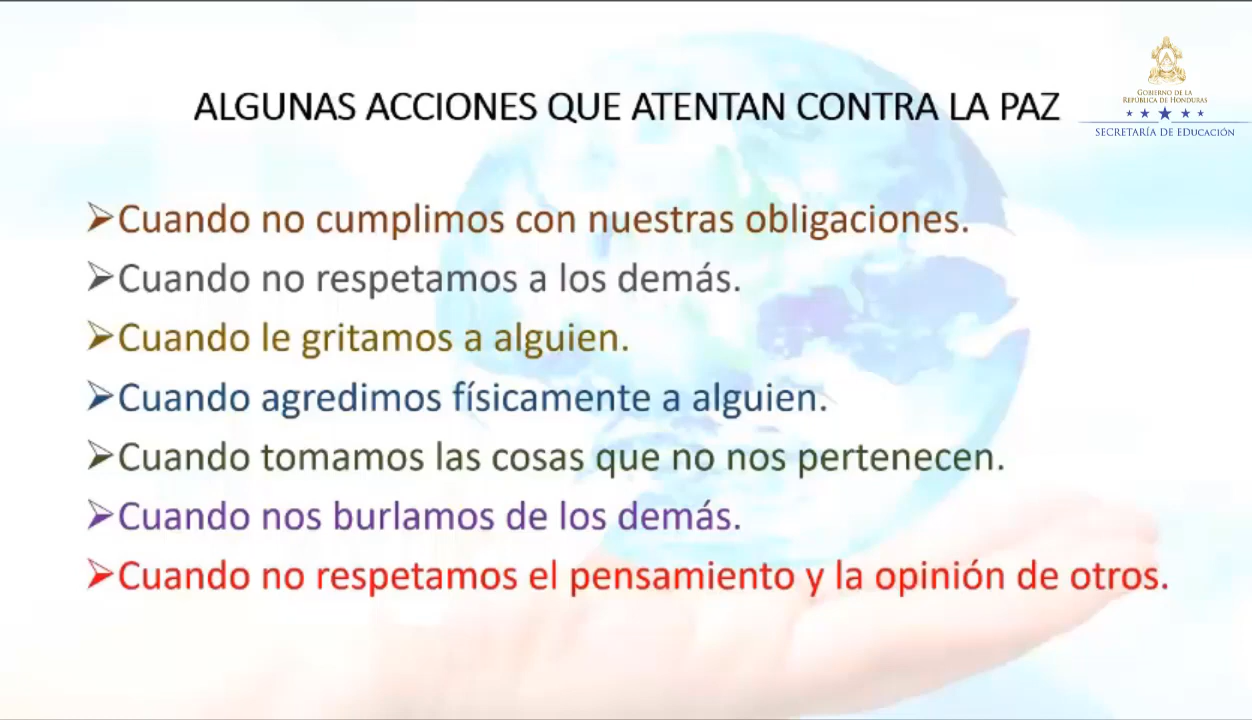 GOBIERNO DE LA
REPÚBLICA DE HONDURAS
SECRETARÍA DE EDUCACIÓN
ALGUNAS ACCIONES QUE ATENTAN CONTRA LA PAZ
Cuando no cumplimos con nuestras obligaciones.
Cuando no respetamos a los demás.
Cuando le gritamos a alguien.
Cuando agredimos físicamente a alguien.
Cuando tomamos las cosas que no nos pertenecen.
Cuando nos burlamos de los demás.
Cuando no respetamos el pensamiento y la opinión de otros.